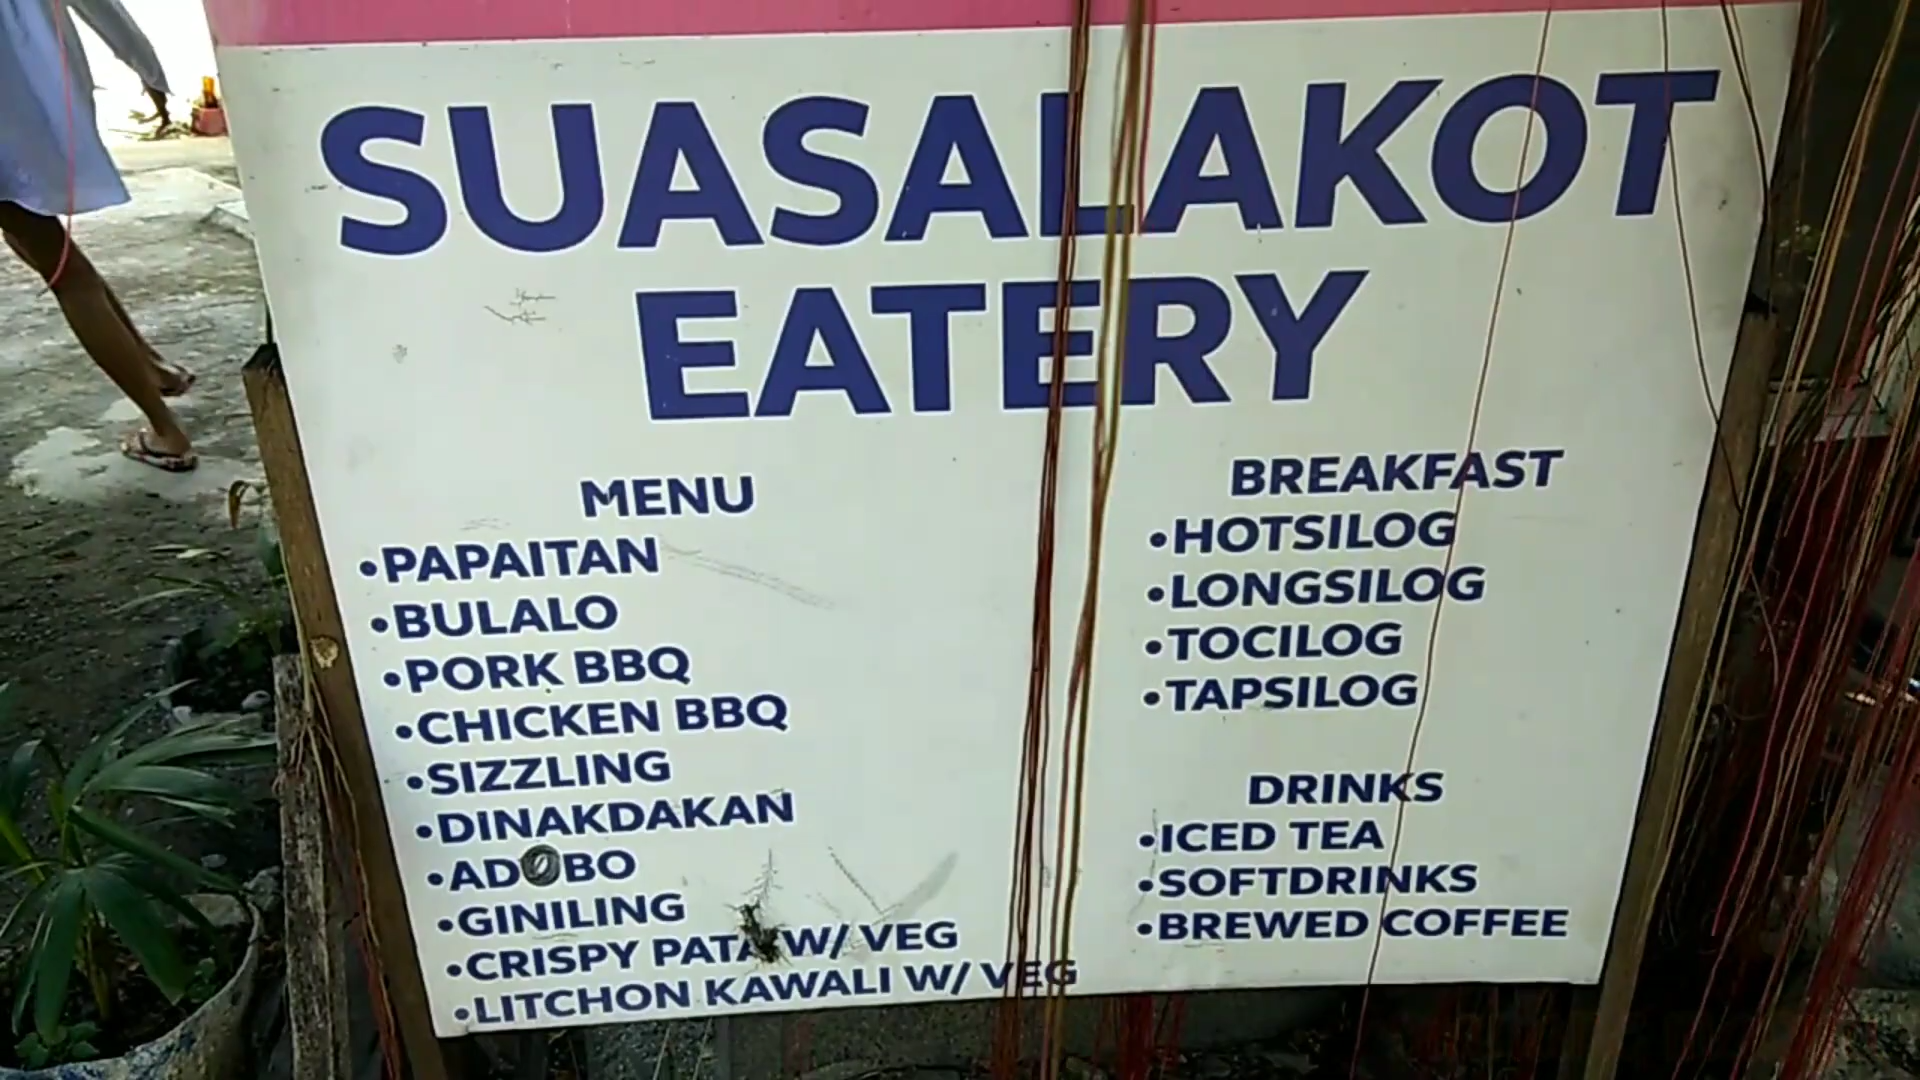 SUASALAKOT
EATERY
MENU
•PAPAITAN
•BULALO
•PORK BBQ
•CHICKEN BBQ
•SIZZLING
•DINAKDAKAN
•ADOBO
•GINILING
•CRISPY PATA W/ VEG
•LITCHON KAWALI W/ VEG
BREAKFAST
•HOTSILOG
•LONGSILOG
•TOCILOG
•TAPSILOG
DRINKS
•ICED TEA
•SOFTDRINKS
•BREWED COFFEE